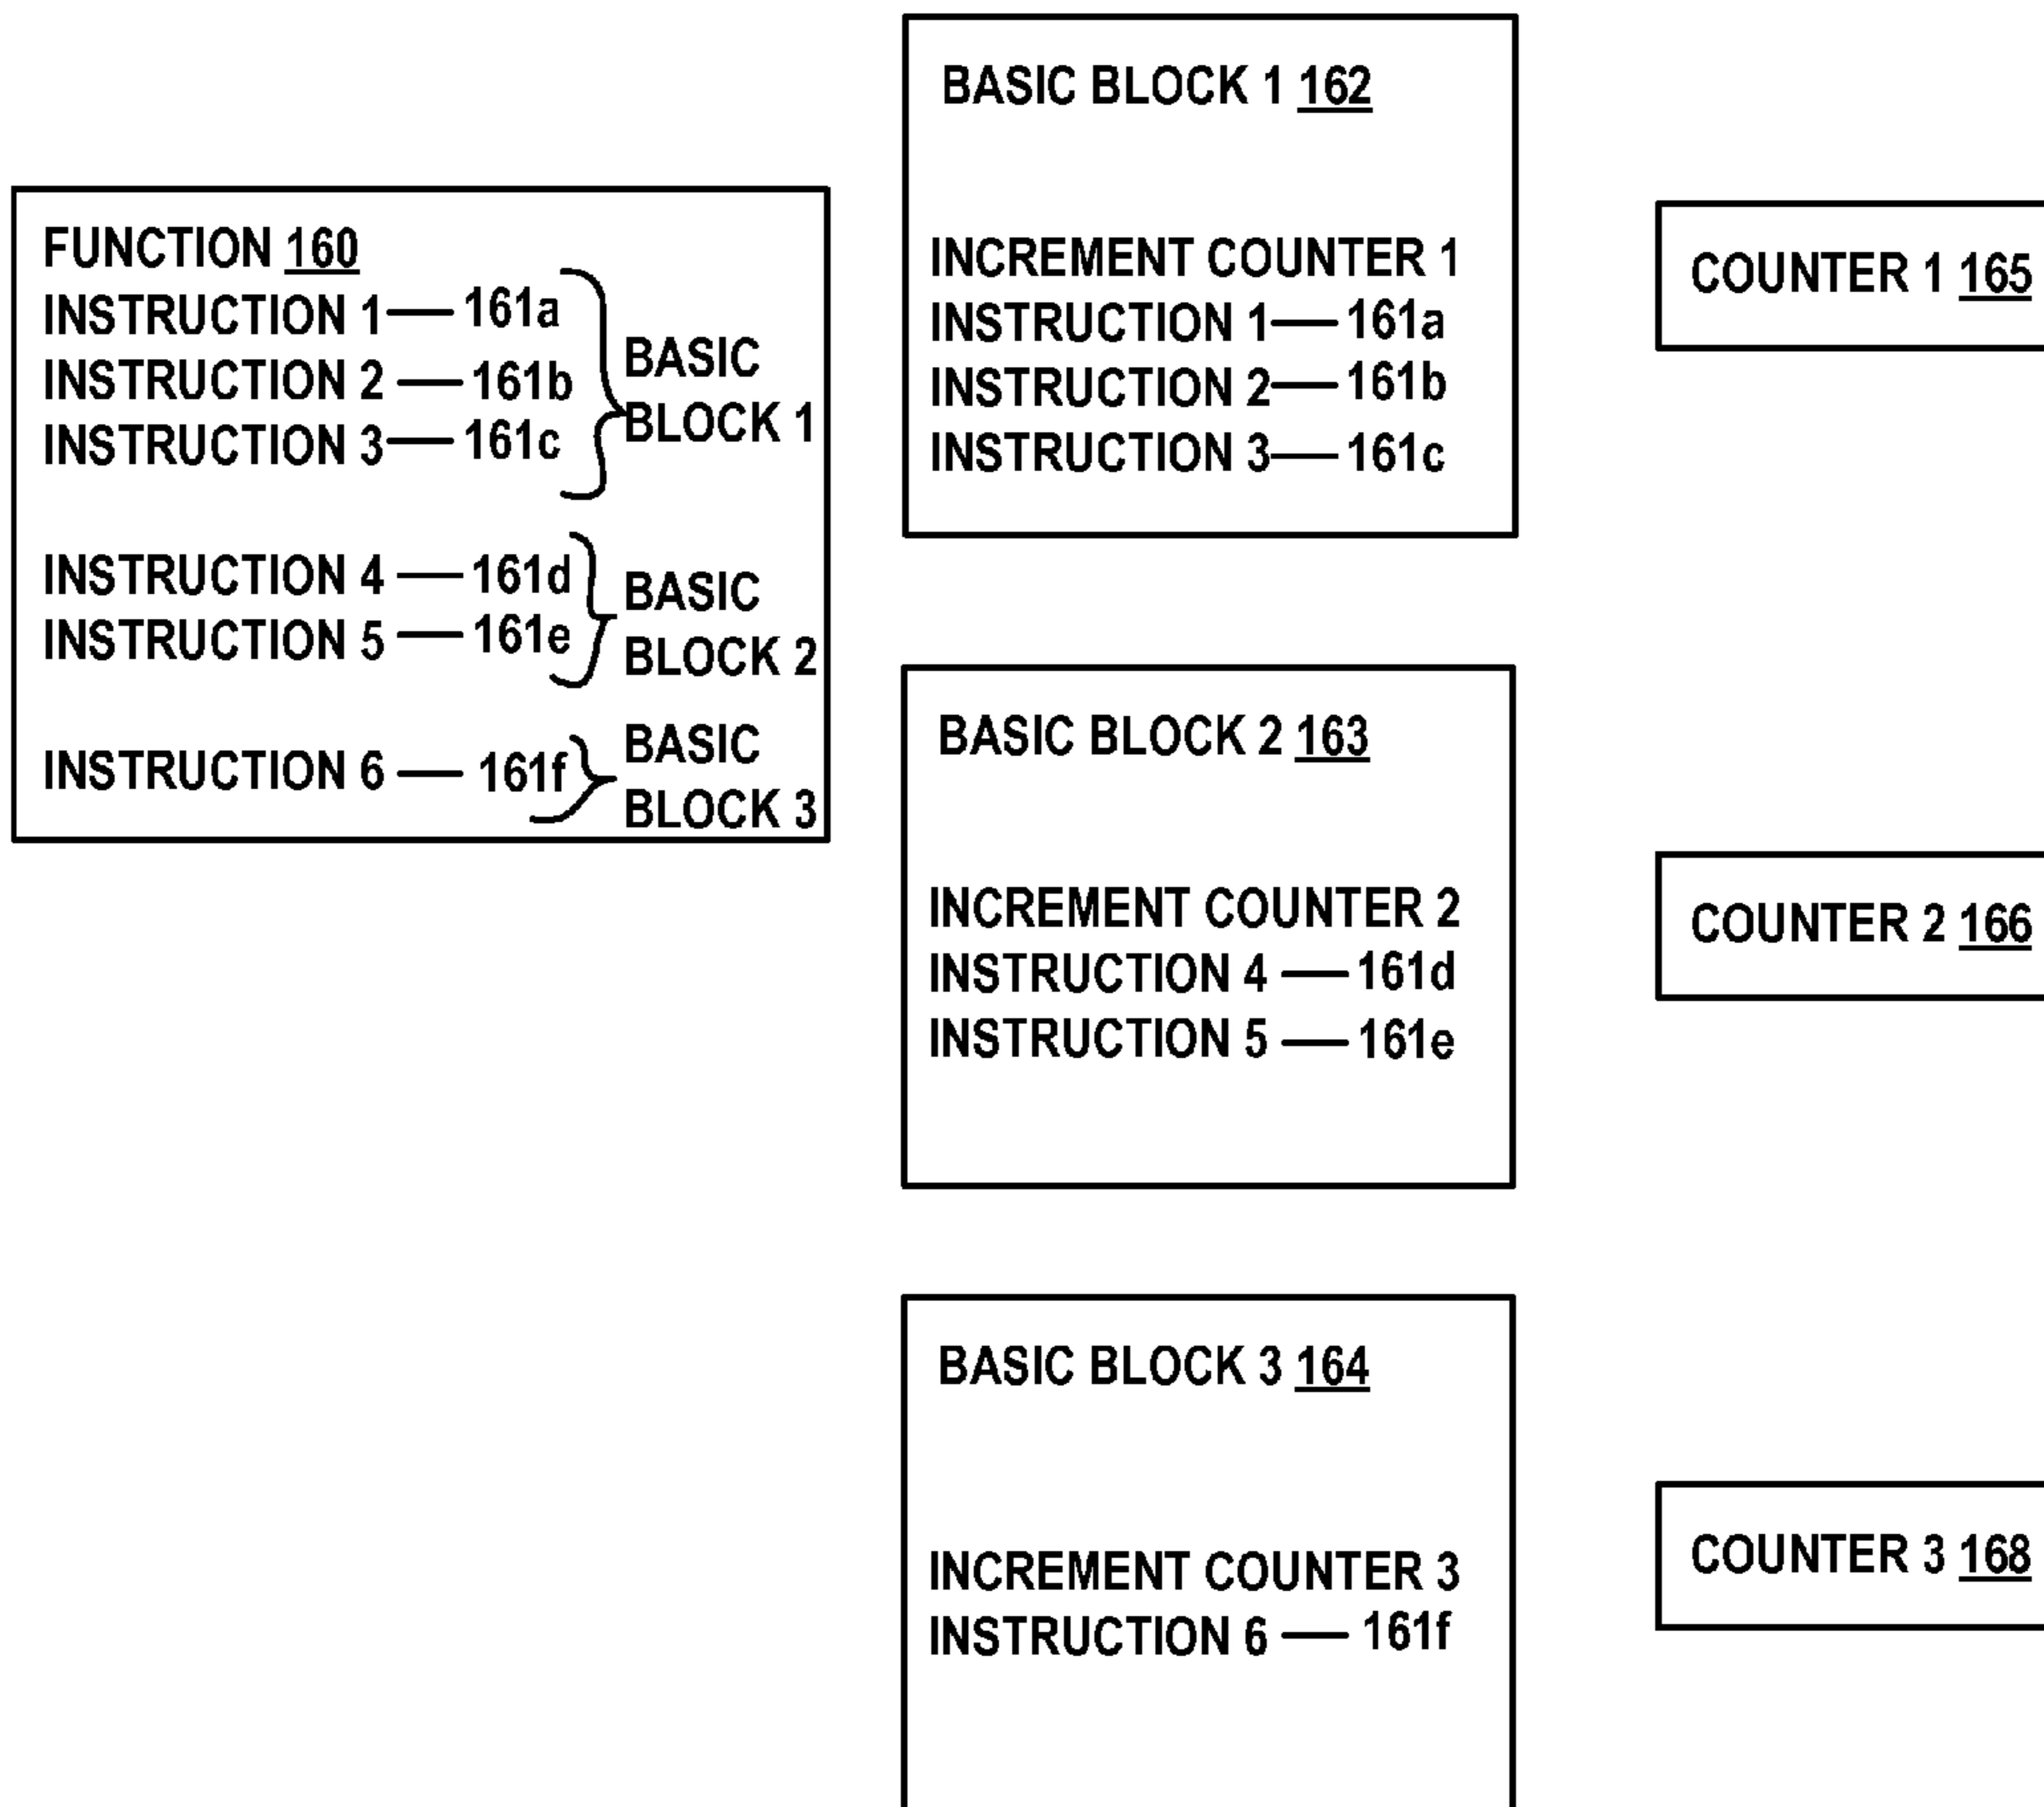 FUNCTION 160
INSTRUCTION 1 161a
INSTRUCTION 2 161b
INSTRUCTION 3 161c
BASIC
BLOCK 1
INSTRUCTION 4 161d
INSTRUCTION 5 161e
BASIC
BLOCK 2
INSTRUCTION 6 161f
BASIC
BLOCK 3
BASIC BLOCK 1 162
INCREMENT COUNTER 1
INSTRUCTION 1 161a
INSTRUCTION 2 161b
INSTRUCTION 3 161c
COUNTER 1 165
BASIC BLOCK 2 163
INCREMENT COUNTER 2
INSTRUCTION 4 161d
INSTRUCTION 5 161e
COUNTER 2 166
BASIC BLOCK 3 164
INCREMENT COUNTER 3
INSTRUCTION 6 161f
COUNTER 3 168